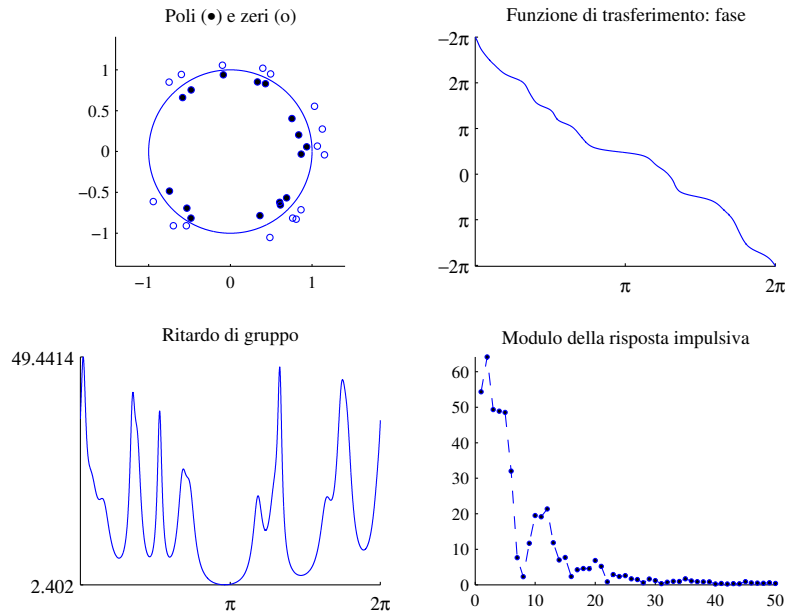 Poli (●) e zeri (o)
1
0.5
0
−0.5
−1
−1 0 1
Funzione di trasferimento: fase
−2π
−2π
π
0
π
−2π
π 2π
Ritardo di gruppo
49.4414
2.402
π 2π
Modulo della risposta impulsiva
60
50
40
30
20
10
0
0 10 20 30 40 50